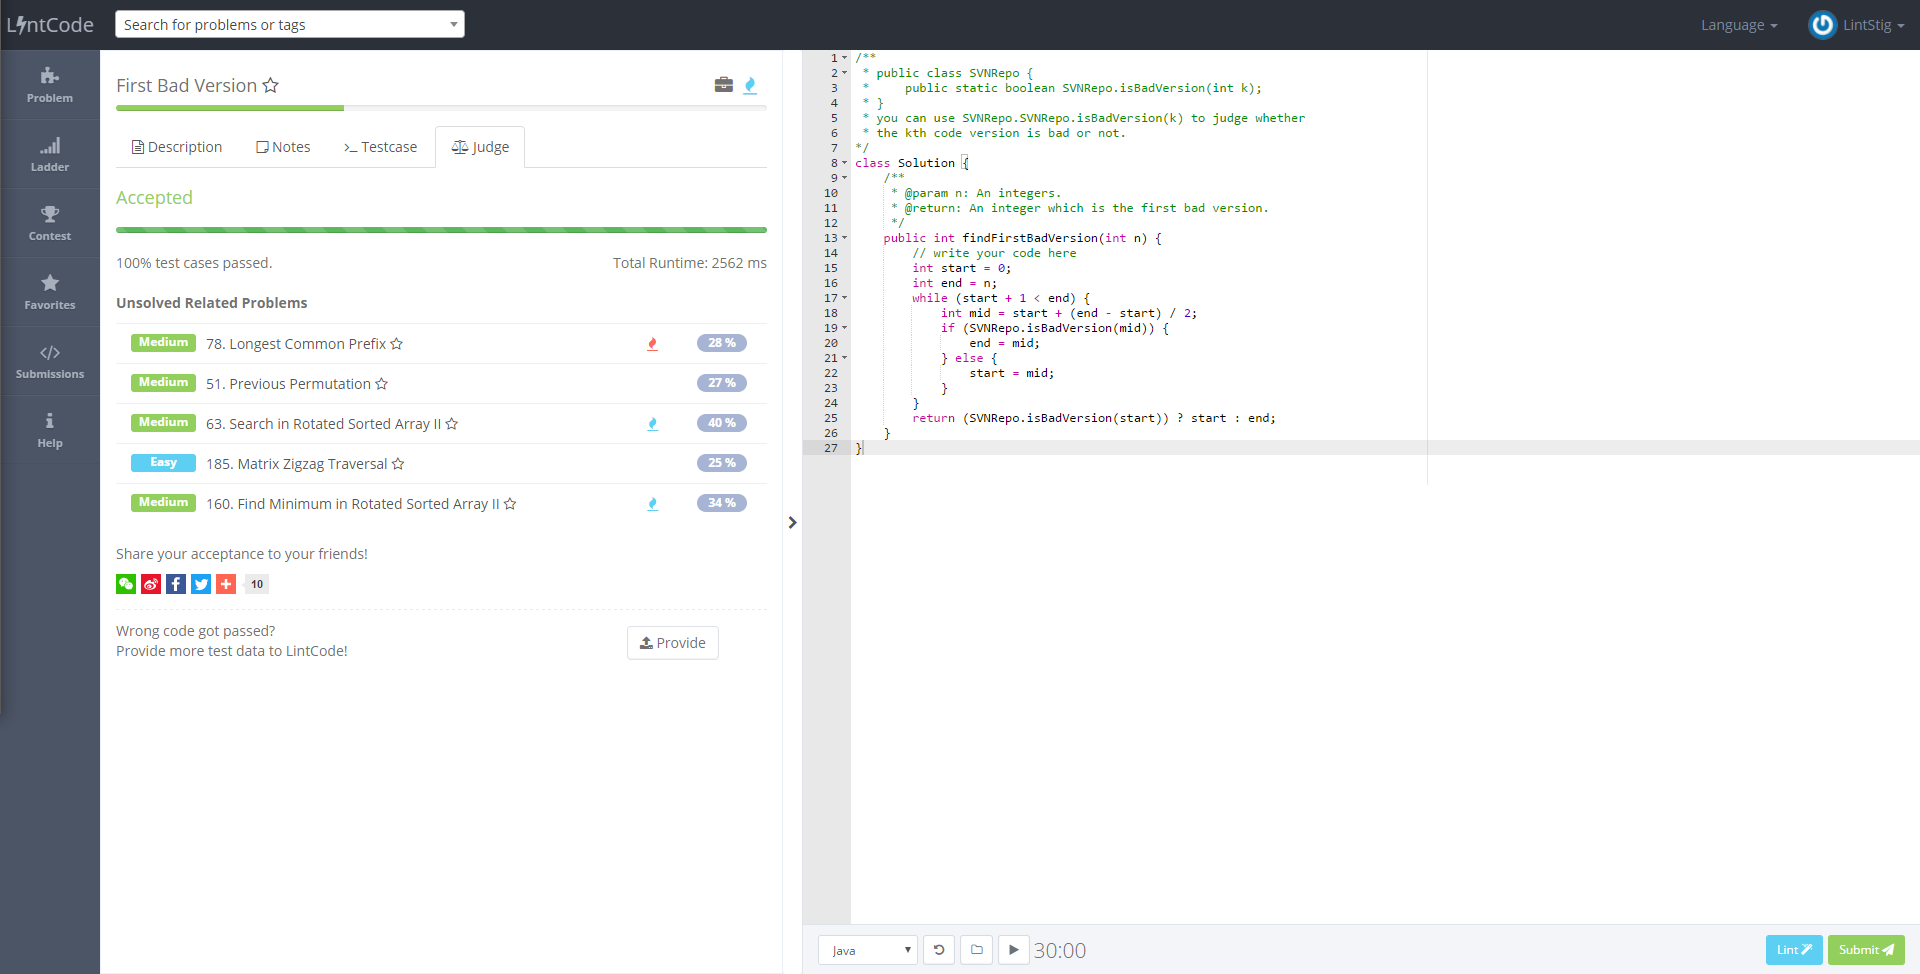 LintCode
Search for problems or tags
Language
LintStig
Problem
Ladder
Contest
Favorites
Submissions
Help
First Bad Version
Description
Notes
Testcase
Judge
Accepted
100% test cases passed.
Total Runtime: 2562 ms
Unsolved Related Problems
Medium 78. Longest Common Prefix 28 %
Medium 51. Previous Permutation 27 %
Medium 63. Search in Rotated Sorted Array II 40 %
Easy 185. Matrix Zigzag Traversal 25 %
Medium 160. Find Minimum in Rotated Sorted Array II 34 %
Share your acceptance to your friends!
10
Wrong code got passed?
Provide more test data to LintCode!
Provide
1 /**
2  * public class SVNRepo {
3  *     public static boolean SVNRepo.isBadVersion(int k);
4  * }
5  * you can use SVNRepo.SVNRepo.isBadVersion(k) to judge whether
6  * the kth code version is bad or not.
7 */
8 class Solution {
9     /**
10      * @param n: An integers.
11      * @return: An integer which is the first bad version.
12      */
13     public int findFirstBadVersion(int n) {
14         // write your code here
15         int start = 0;
16         int end = n;
17         while (start + 1 < end) {
18             int mid = start + (end - start) / 2;
19             if (SVNRepo.isBadVersion(mid)) {
20                 end = mid;
21             } else {
22                 start = mid;
23             }
24         }
25         return (SVNRepo.isBadVersion(start)) ? start : end;
26     }
27 }
Java
30:00
Lint
Submit